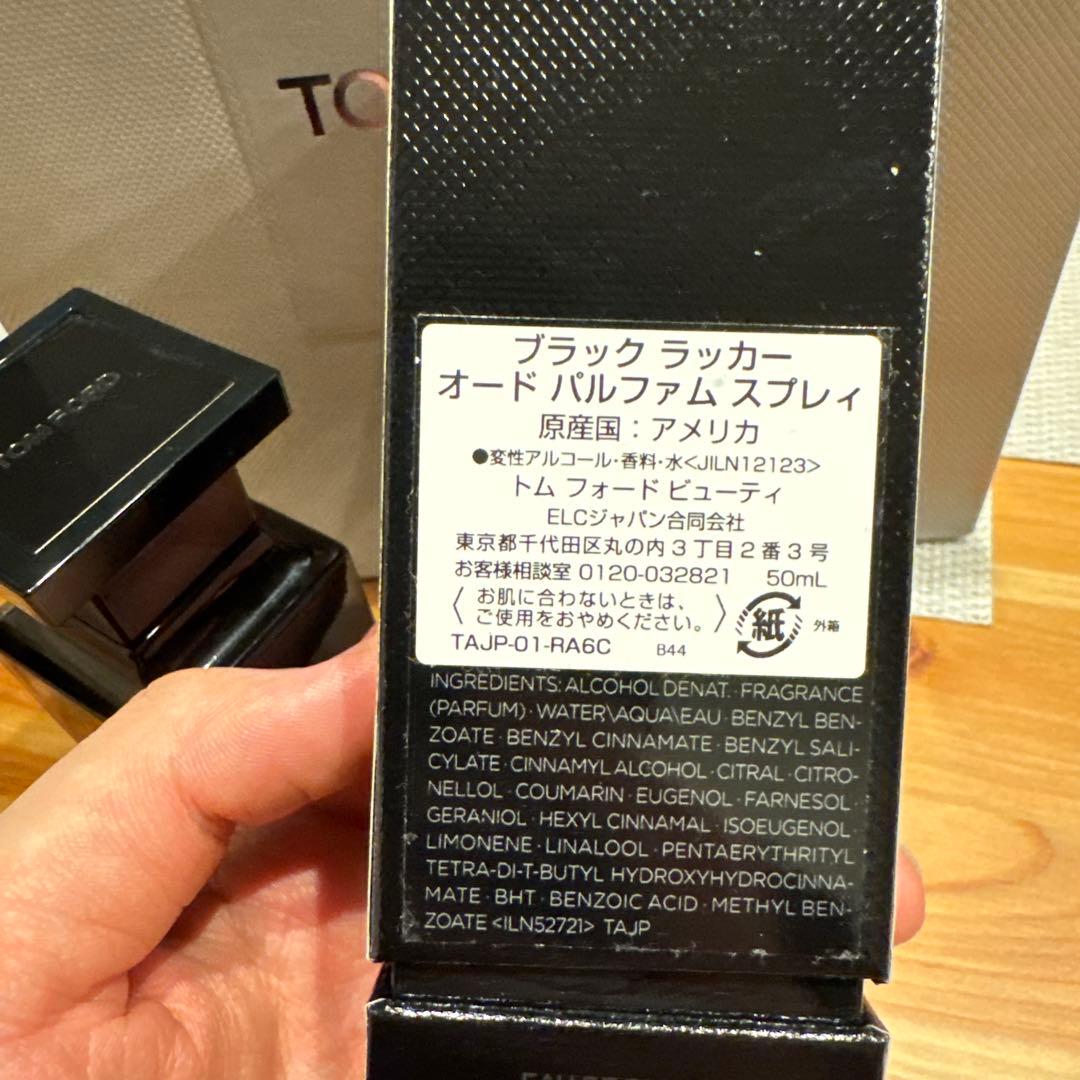 TO
TOM FORD
ブラック ラッカー
オード パルファム スプレィ
原産国：アメリカ
●変性アルコール・香料・水<JILN12123>
トム フォード ビューティ
ELCジャパン合同会社
東京都千代田区丸の内3丁目2番3号
お客様相談室 0120-032821 50mL
〈 お肌に合わないときは、
ご使用をおやめください。 〉
紙 外箱
TAJP-01-RA6C B44
INGREDIENTS: ALCOHOL DENAT. · FRAGRANCE
(PARFUM) · WATER\AQUA\EAU · BENZYL BEN-
ZOATE · BENZYL CINNAMATE · BENZYL SALI-
CYLATE · CINNAMYL ALCOHOL · CITRAL · CITRO-
NELLOL · COUMARIN · EUGENOL · FARNESOL ·
GERANIOL · HEXYL CINNAMAL · ISOEUGENOL ·
LIMONENE · LINALOOL · PENTAERYTHRITYL
TETRA-DI-T-BUTYL HYDROXYHYDROCINNA-
MATE · BHT · BENZOIC ACID · METHYL BEN-
ZOATE <ILN52721> TAJP